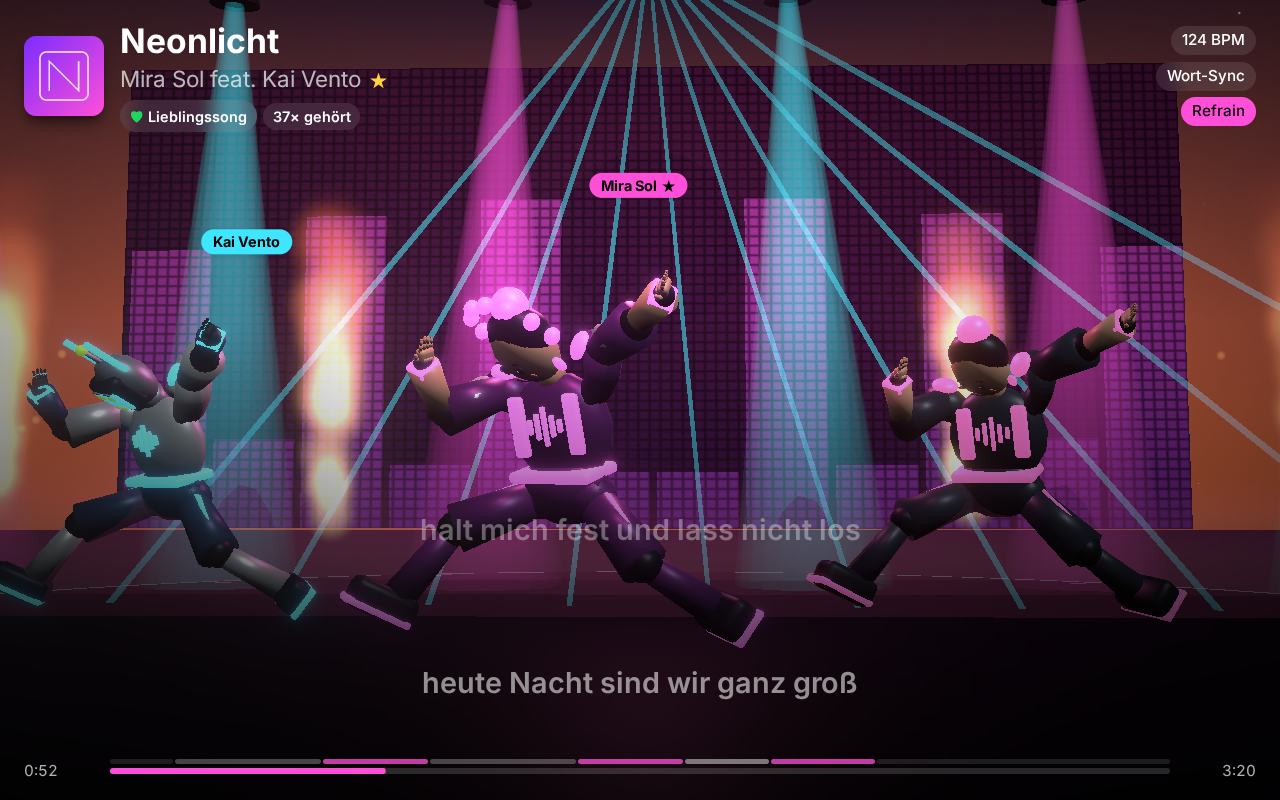 Neonlicht
Mira Sol feat. Kai Vento ★
Lieblingssong
37× gehört
124 BPM
Wort-Sync
Refrain
N
Mira Sol ★
Kai Vento
halt mich fest und lass nicht los
heute Nacht sind wir ganz groß
0:52
3:20